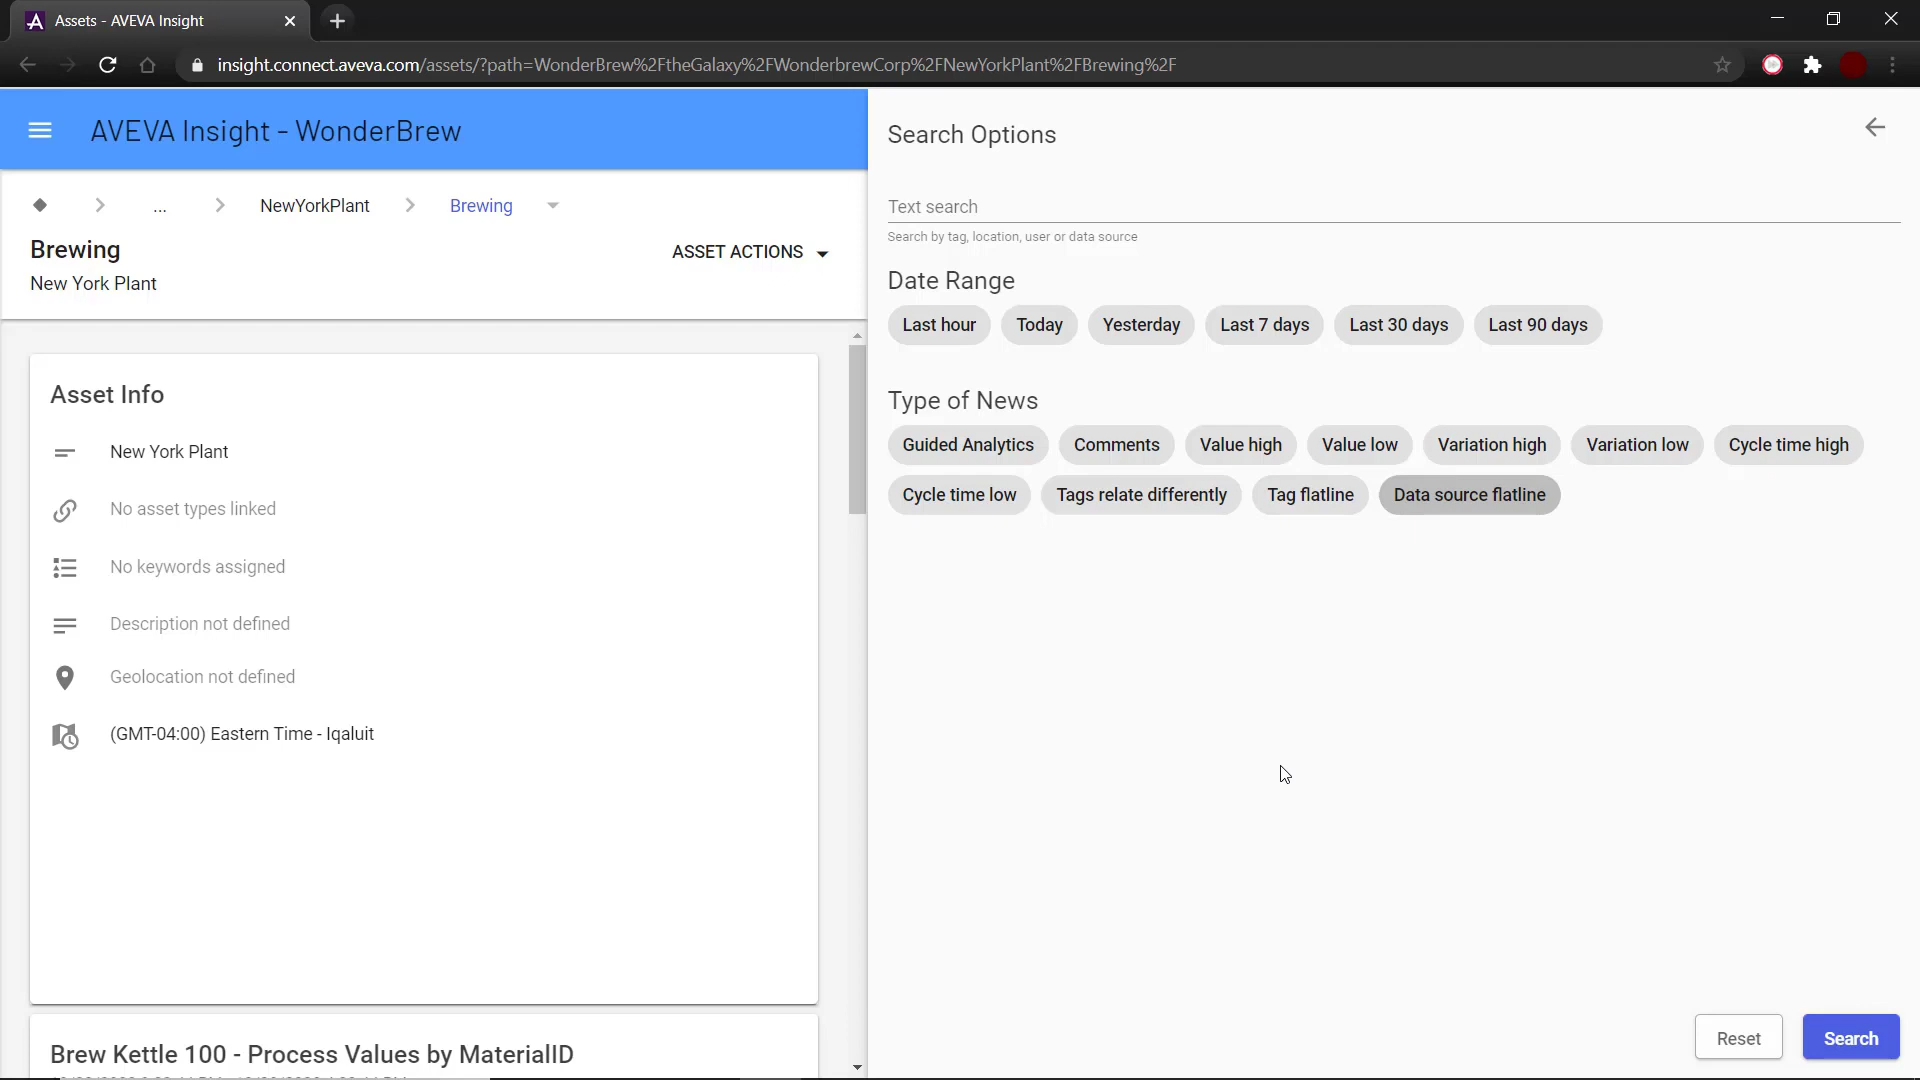 Assets - AVEVA Insight
insight.connect.aveva.com/assets/?path=WonderBrew%2FtheGalaxy%2FWonderbrewCorp%2FNewYorkPlant%2FBrewing%2F
AVEVA Insight - WonderBrew
... NewYorkPlant Brewing
Brewing
ASSET ACTIONS
New York Plant
Asset Info
New York Plant
No asset types linked
No keywords assigned
Description not defined
Geolocation not defined
(GMT-04:00) Eastern Time - Iqaluit
Brew Kettle 100 - Process Values by MaterialID
Search Options
Text search
Search by tag, location, user or data source
Date Range
Last hour Today Yesterday Last 7 days Last 30 days Last 90 days
Type of News
Guided Analytics Comments Value high Value low Variation high Variation low Cycle time high
Cycle time low Tags relate differently Tag flatline Data source flatline
Reset Search